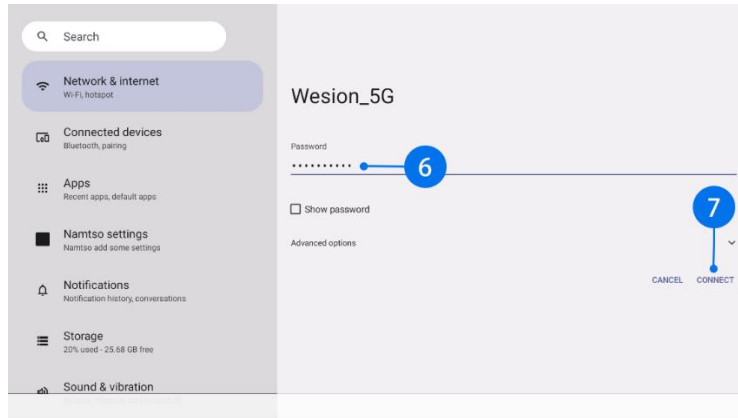 Search
Network & internet
Wi-Fi, hotspot
Connected devices
Bluetooth, pairing
Apps
Recent apps, default apps
Namtso settings
Namtso add some settings
Notifications
Notification history, conversations
Storage
20% used - 25.68 GB free
Sound & vibration
Wesion_5G
Password
··········
6
Show password
7
Advanced options
CANCEL CONNECT